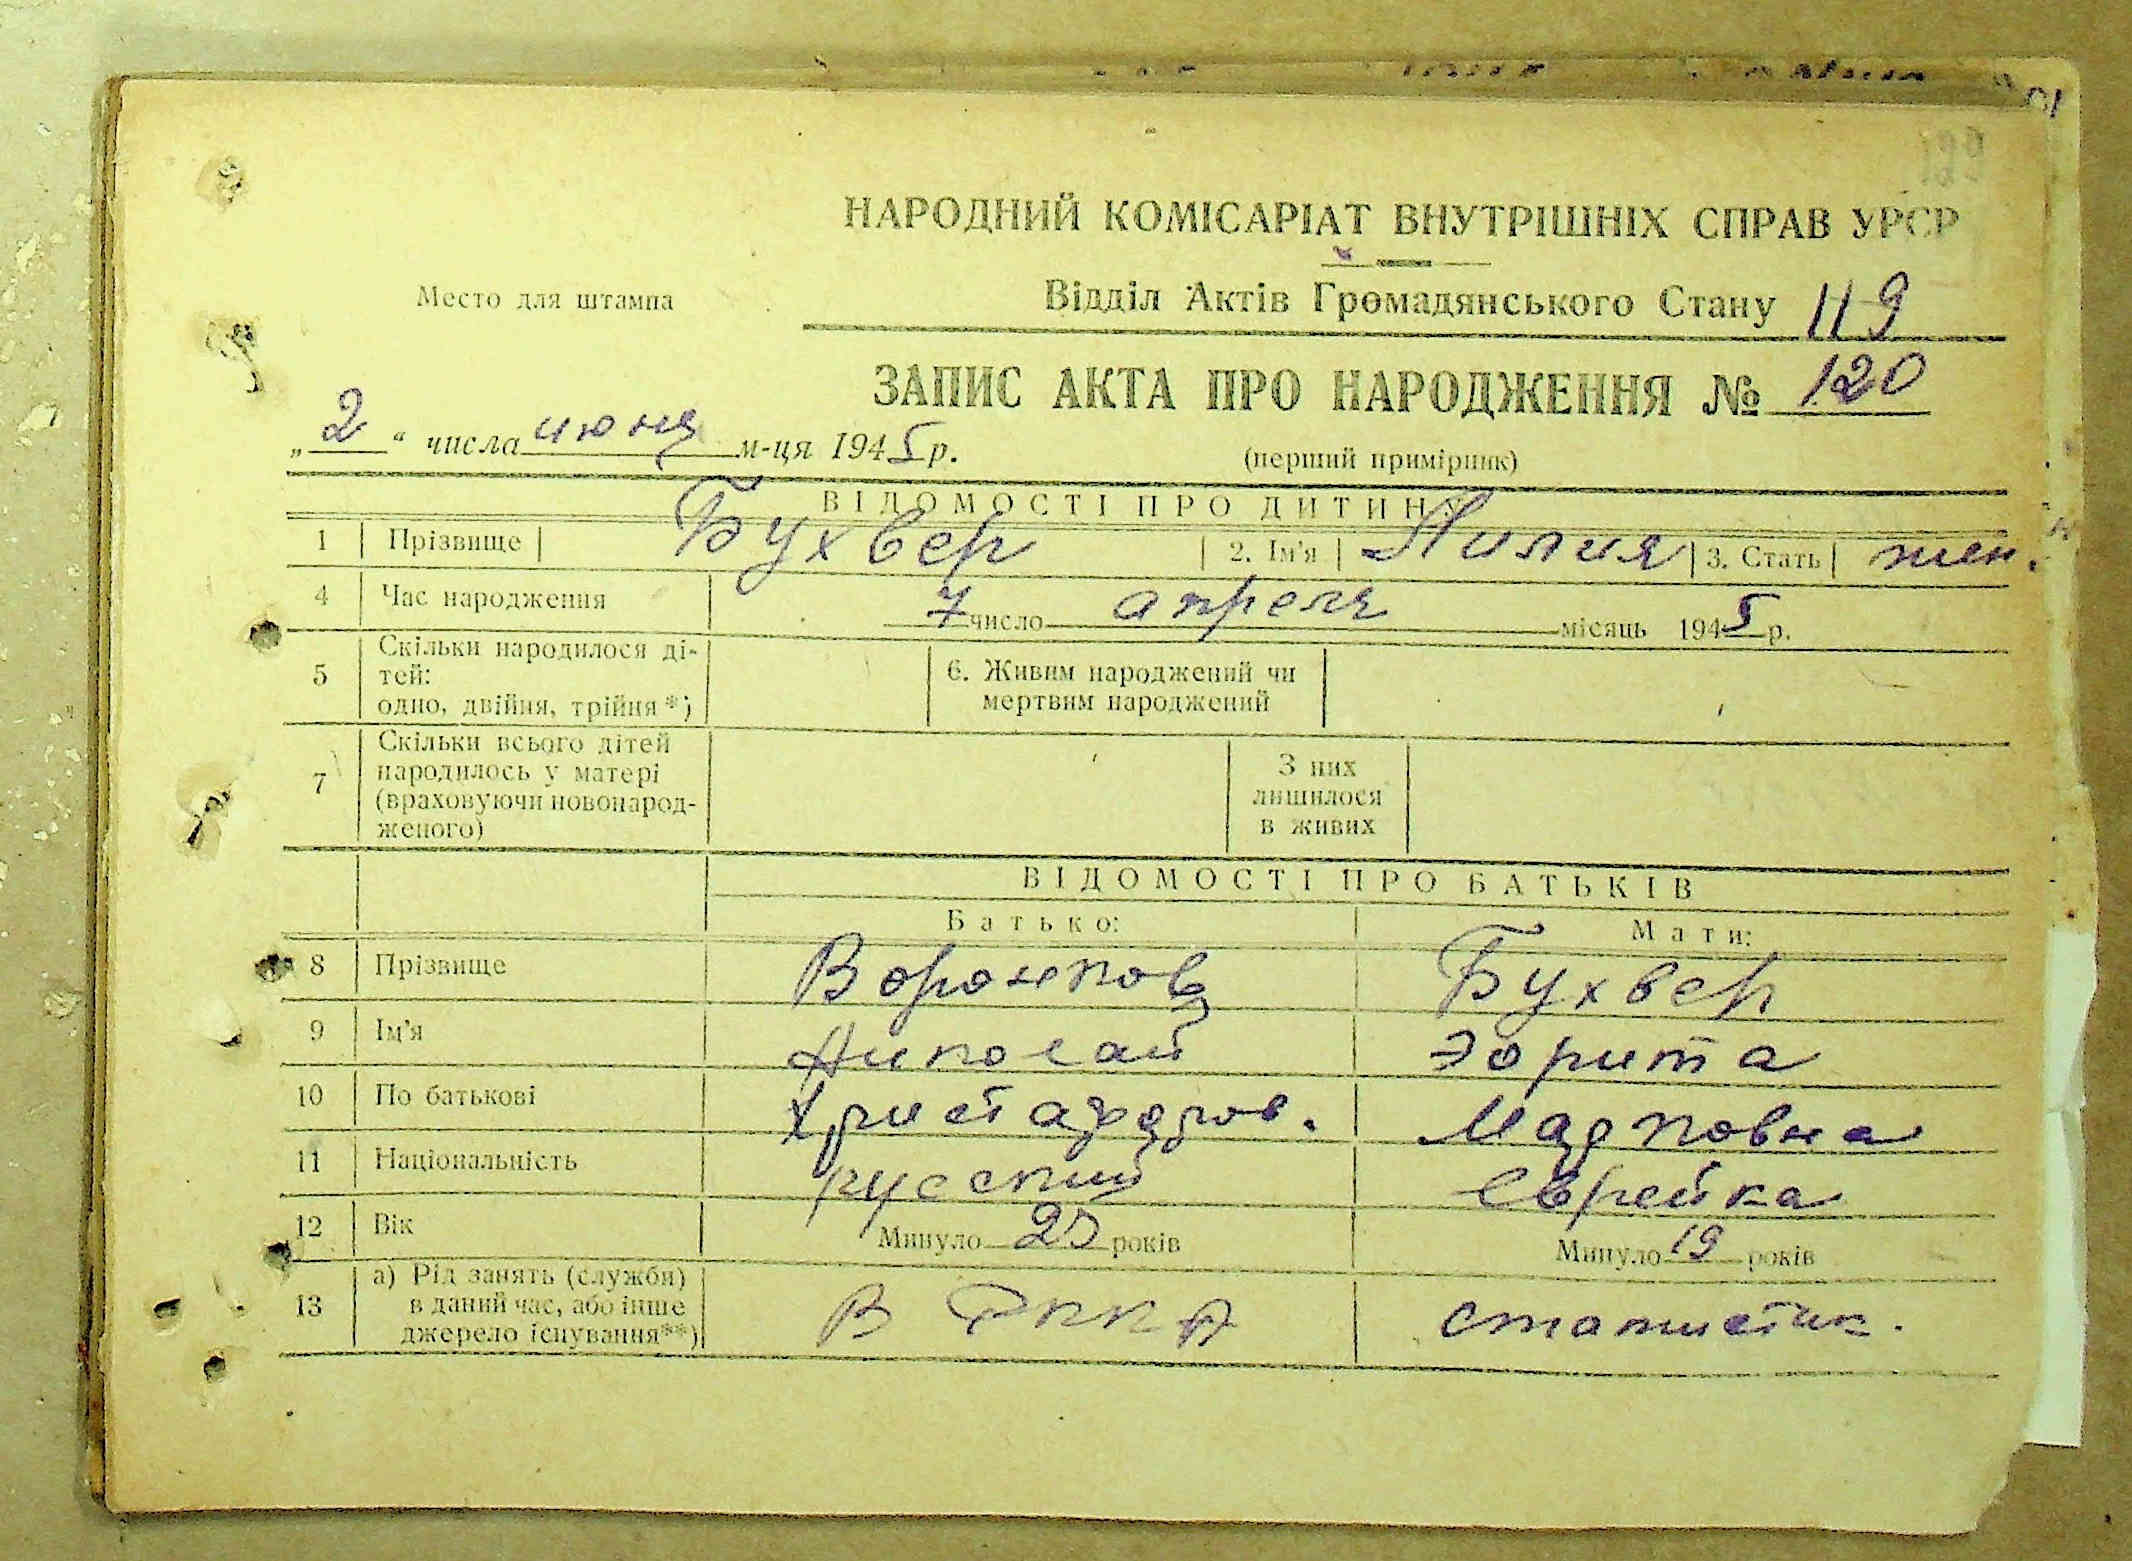 НАРОДНИЙ КОМІСАРІАТ ВНУТРІШНІХ СПРАВ УРСР
Место для штампа
Відділ Актів Громадянського Стану 119
ЗАПИС АКТА ПРО НАРОДЖЕННЯ № 120
„2“ числа июня м-ця 1945 р.
(перший примірник)
ВІДОМОСТІ ПРО ДИТИНУ
1 Прізвище Бухвер 2. Ім'я Лилия 3. Стать жен.
4 Час народження 7 число апреля місяць 1945 р.
5 Скільки народилося ді-
тей:
одно, двійня, трійня*)
6. Живим народжений чи
мертвим народжений
7 Скільки всього дітей
народилось у матері
(враховуючи новонарод-
женого)
З них
лишилося
в живих
ВІДОМОСТІ ПРО БАТЬКІВ
Батько: Мати:
8 Прізвище Воронков Бухвер
9 Ім'я Николай
10 По батькові Марковна
11 Національність русский еврейка
12 Вік Минуло років Минуло 19 років
13 а) Рід занять (служби)
в даний час, або інше
джерело існування**)
В РККА статистик.